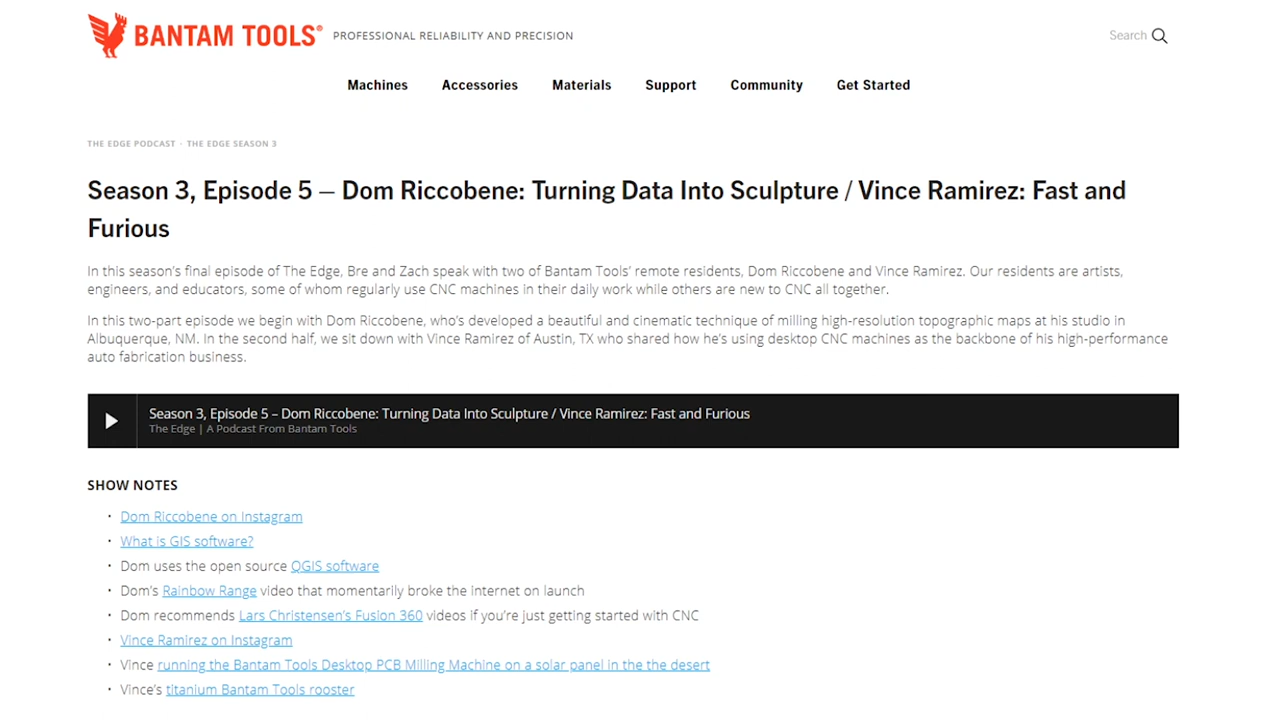 BANTAM TOOLS® PROFESSIONAL RELIABILITY AND PRECISION Search
Machines Accessories Materials Support Community Get Started
THE EDGE PODCAST · THE EDGE SEASON 3
Season 3, Episode 5 – Dom Riccobene: Turning Data Into Sculpture / Vince Ramirez: Fast and
Furious
In this season's final episode of The Edge, Bre and Zach speak with two of Bantam Tools' remote residents, Dom Riccobene and Vince Ramirez. Our residents are artists,
engineers, and educators, some of whom regularly use CNC machines in their daily work while others are new to CNC all together.
In this two-part episode we begin with Dom Riccobene, who's developed a beautiful and cinematic technique of milling high-resolution topographic maps at his studio in
Albuquerque, NM. In the second half, we sit down with Vince Ramirez of Austin, TX who shared how he's using desktop CNC machines as the backbone of his high-performance
auto fabrication business.
Season 3, Episode 5 – Dom Riccobene: Turning Data Into Sculpture / Vince Ramirez: Fast and Furious
The Edge | A Podcast From Bantam Tools
SHOW NOTES
• Dom Riccobene on Instagram
• What is GIS software?
• Dom uses the open source QGIS software
• Dom's Rainbow Range video that momentarily broke the internet on launch
• Dom recommends Lars Christensen's Fusion 360 videos if you're just getting started with CNC
• Vince Ramirez on Instagram
• Vince running the Bantam Tools Desktop PCB Milling Machine on a solar panel in the the desert
• Vince's titanium Bantam Tools rooster